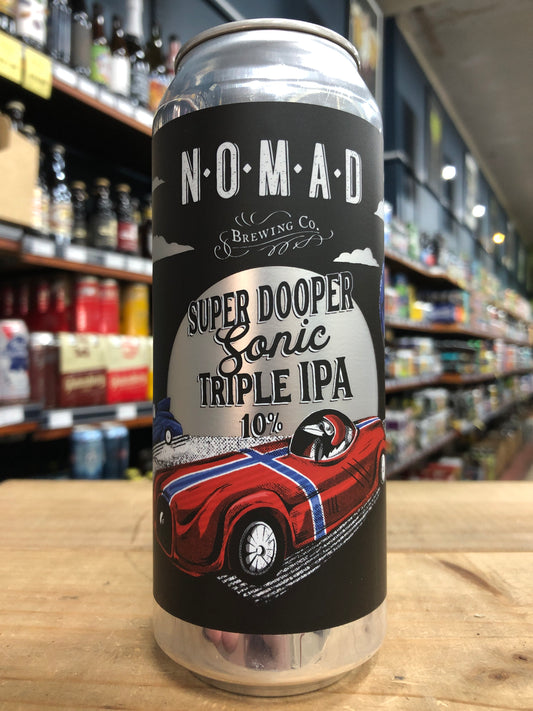 N·O·M·A·D
BREWING CO.
SUPER DOOPER
Sonic
TRIPLE IPA
10%